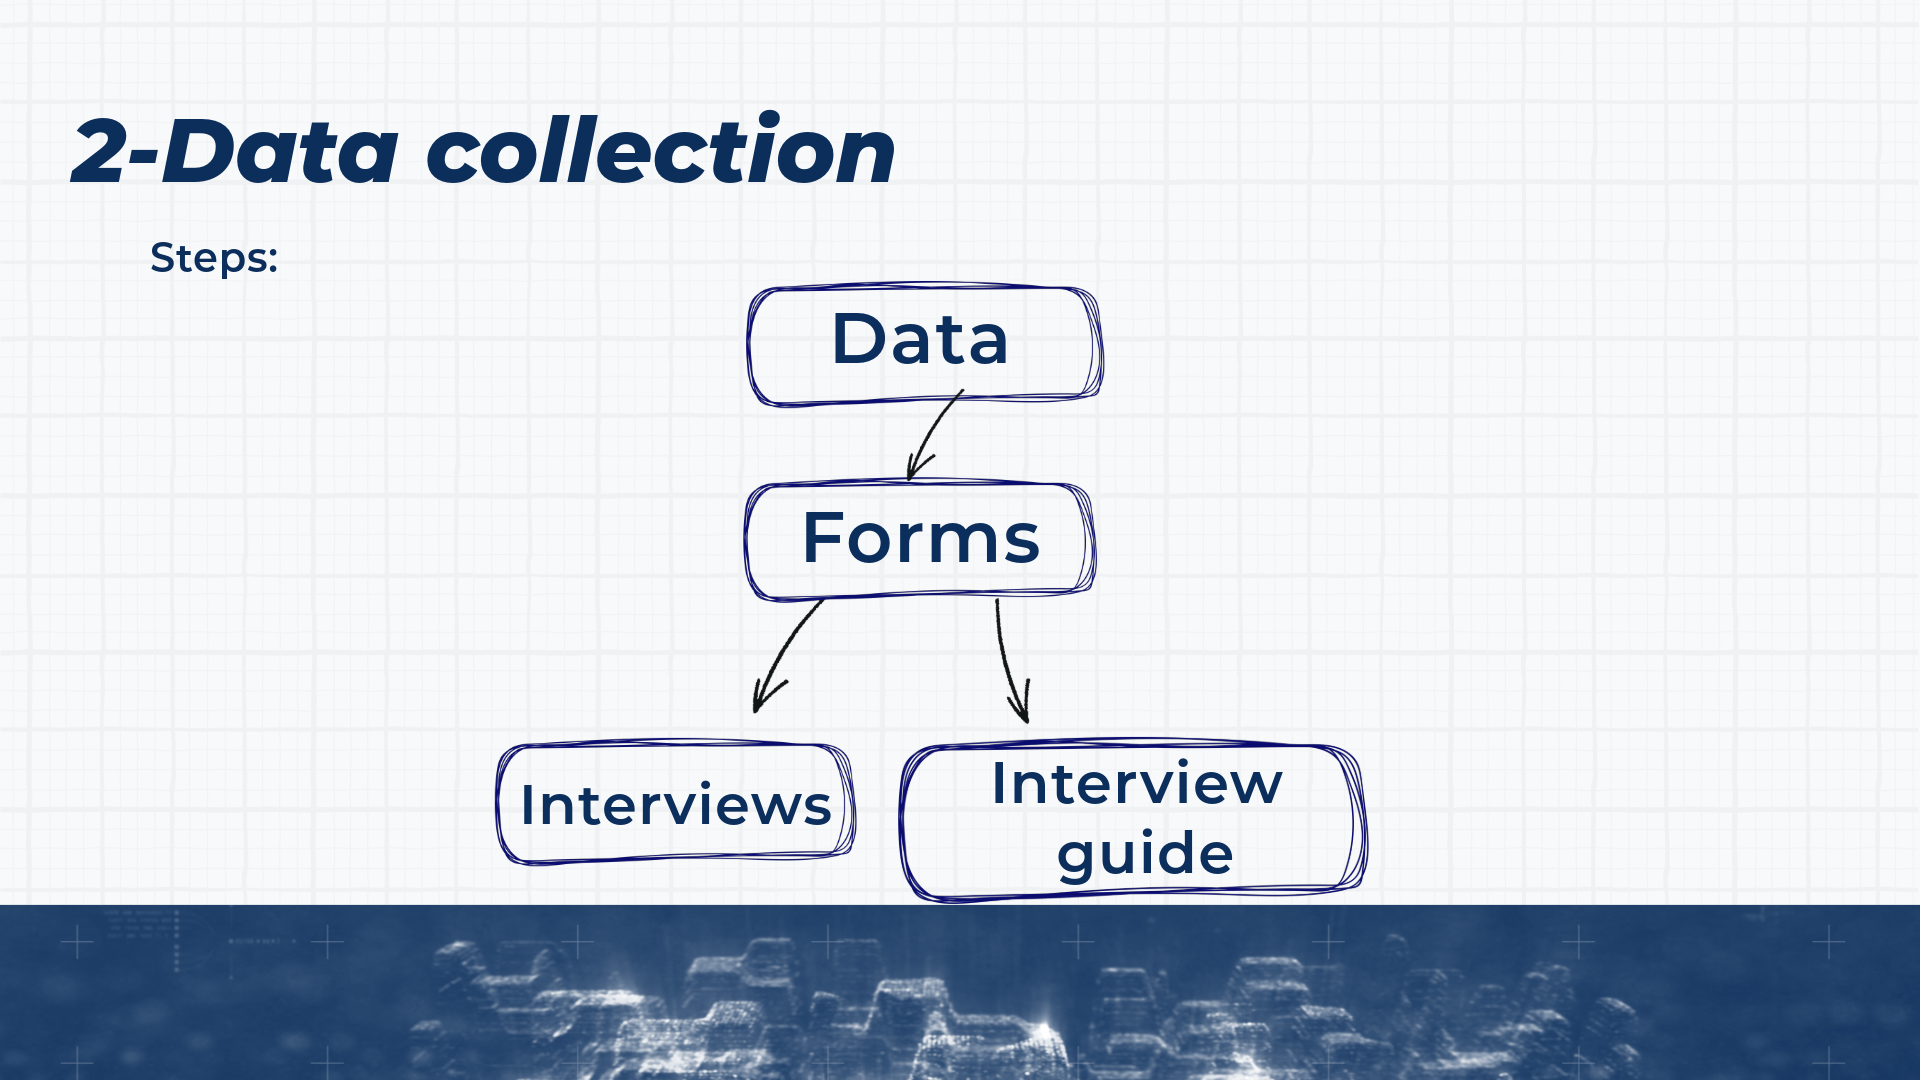 2-Data collection
Steps:
Data
Forms
Interviews
Interview
guide